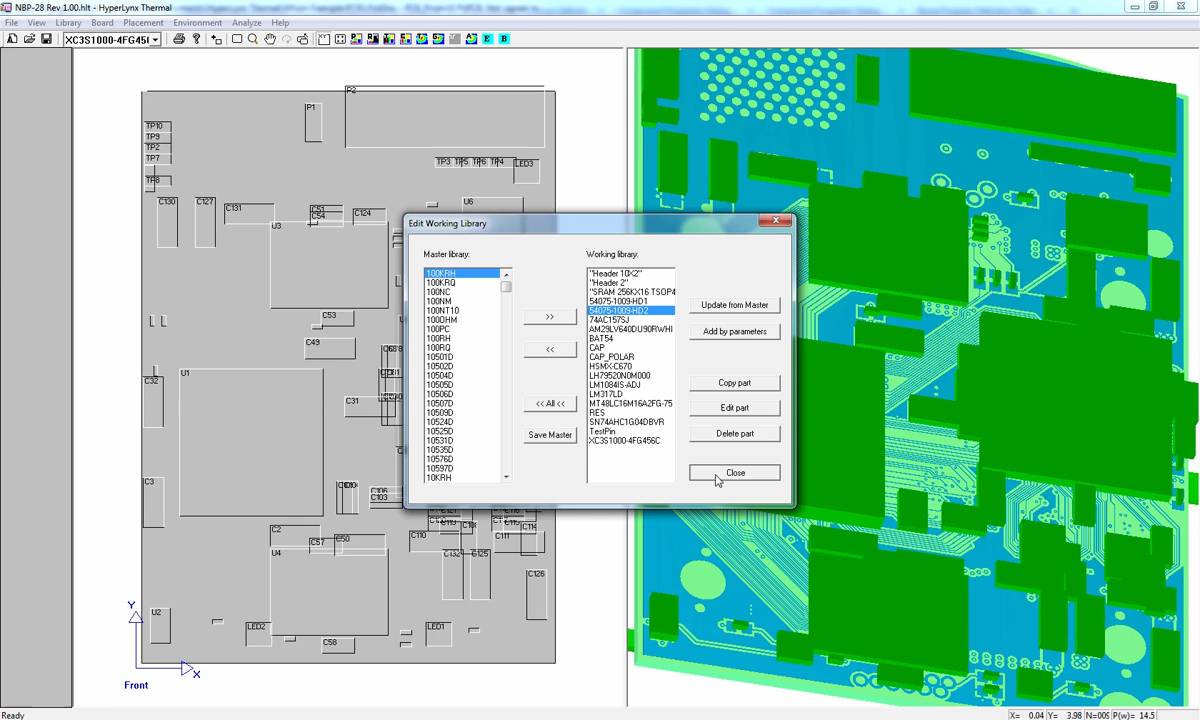 NBP-28 Rev 1.00.hlt - HyperLynx Thermal
File View Library Board Placement Environment Analyze Help
XC3S1000-4FG45(
P2
P1
TP10
TP9
TP2
TP7
TP8
TP3 TP5 TP6 TP4 LED3
C130 C127 C131 C51 C54 C124 U6
U3
C53
C49
C32
U1
C31
C3
C106
C103
C2
C57 C50
U4
C110
C111
C114
C132 C125
C126
U2
LED2
LED1
C58
Y
X
Front
Edit Working Library
Master library:
100KRH
100KRQ
100NC
100NM
100NT10
100OHM
100PC
100RH
100RQ
10501D
10502D
10504D
10505D
10506D
10507D
10509D
10524D
10525D
10531D
10535D
10576D
10597D
10KRH
>>
<<
<< All <<
Save Master
Working library:
"Header 10X2"
"Header 2"
"SRAM 256KX16 TSOP4
54075-1009-HD1
54075-1009-HD2
74AC157SJ
AM29LV640DU90RWHI
BAT54
CAP
CAP_POLAR
HSMX-C670
LH79520N0M000
LM1084IS-ADJ
LM317LD
MT48LC16M16A2FG-75
RES
SN74AHC1G04DBVR
TestPin
XC3S1000-4FG456C
Update from Master
Add by parameters
Copy part
Edit part
Delete part
Close
Ready
X= 0.04 Y= 3.98 N=005 P(w)= 14.5